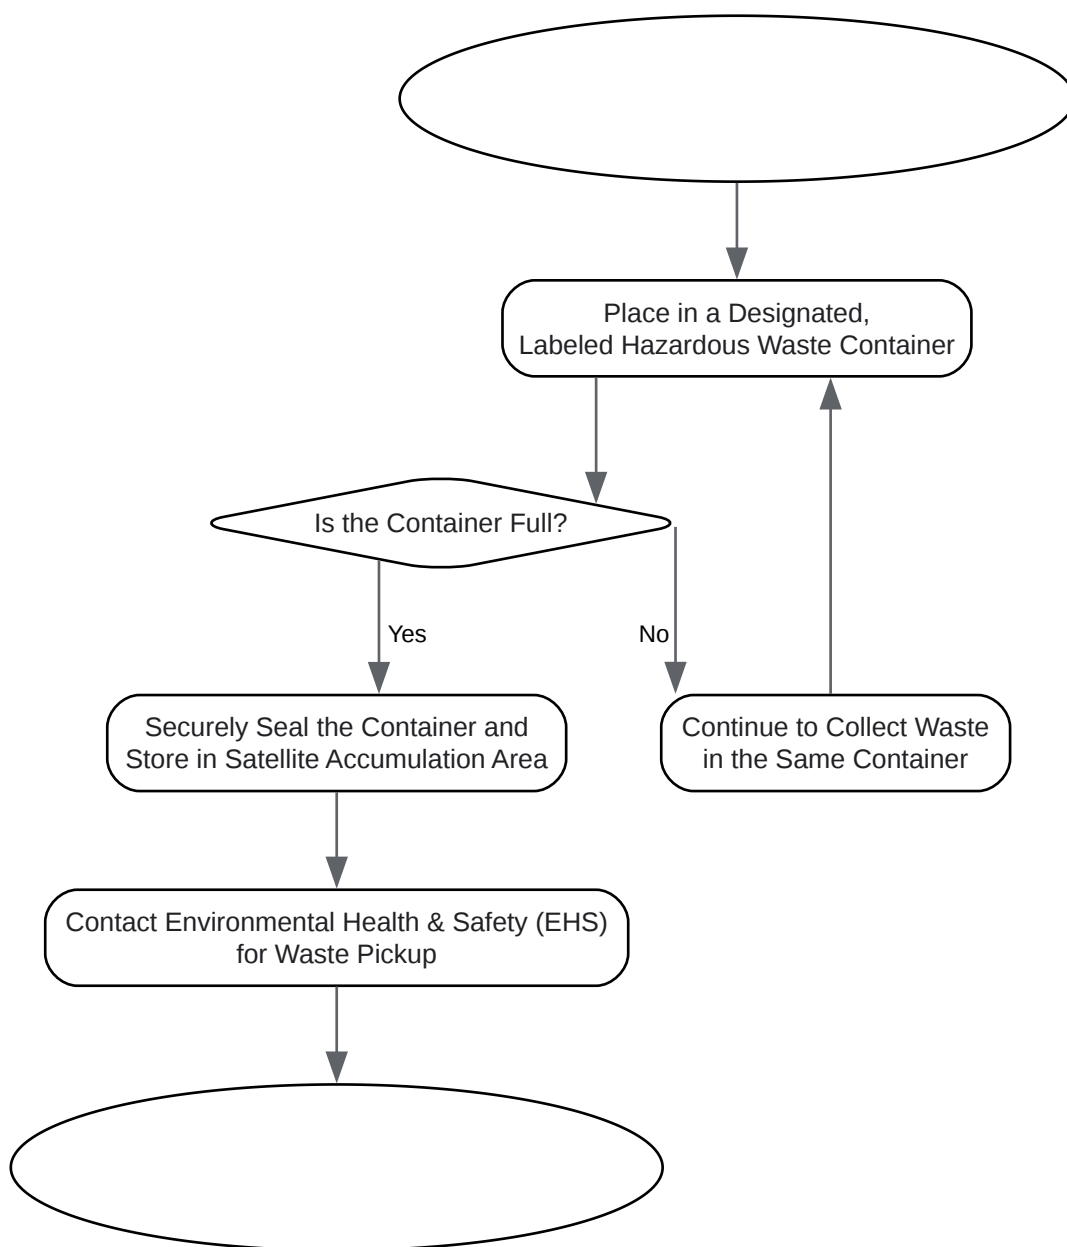 Place in a Designated,
Labeled Hazardous Waste Container
Is the Container Full?
Yes
No
Securely Seal the Container and
Store in Satellite Accumulation Area
Continue to Collect Waste
in the Same Container
Contact Environmental Health & Safety (EHS)
for Waste Pickup